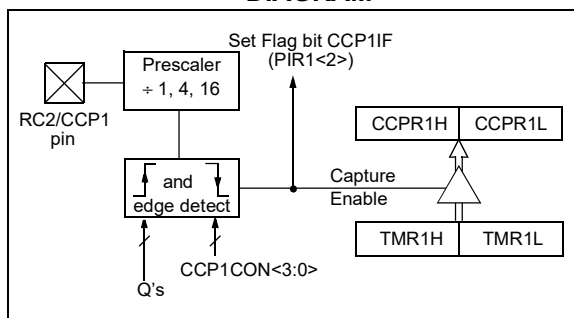 Set Flag bit CCP1IF
(PIR1<2>)
Prescaler
÷ 1, 4, 16
RC2/CCP1
pin
CCPR1H CCPR1L
and
edge detect
Capture
Enable
TMR1H TMR1L
CCP1CON<3:0>
Q's